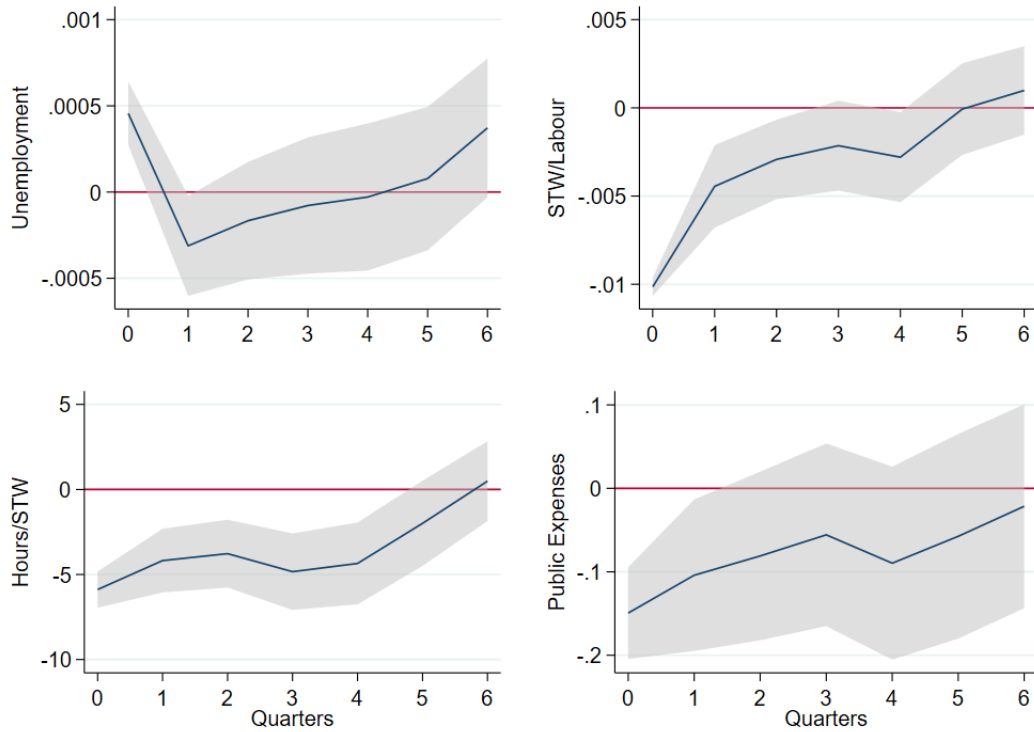 Unemployment
.001
.0005
0
-.0005
0 1 2 3 4 5 6
STW/Labour
.005
0
-.005
-.01
0 1 2 3 4 5 6
Hours/STW
5
0
-5
-10
0 1 2 3 4 5 6
Quarters
Public Expenses
.1
0
-.1
-.2
0 1 2 3 4 5 6
Quarters